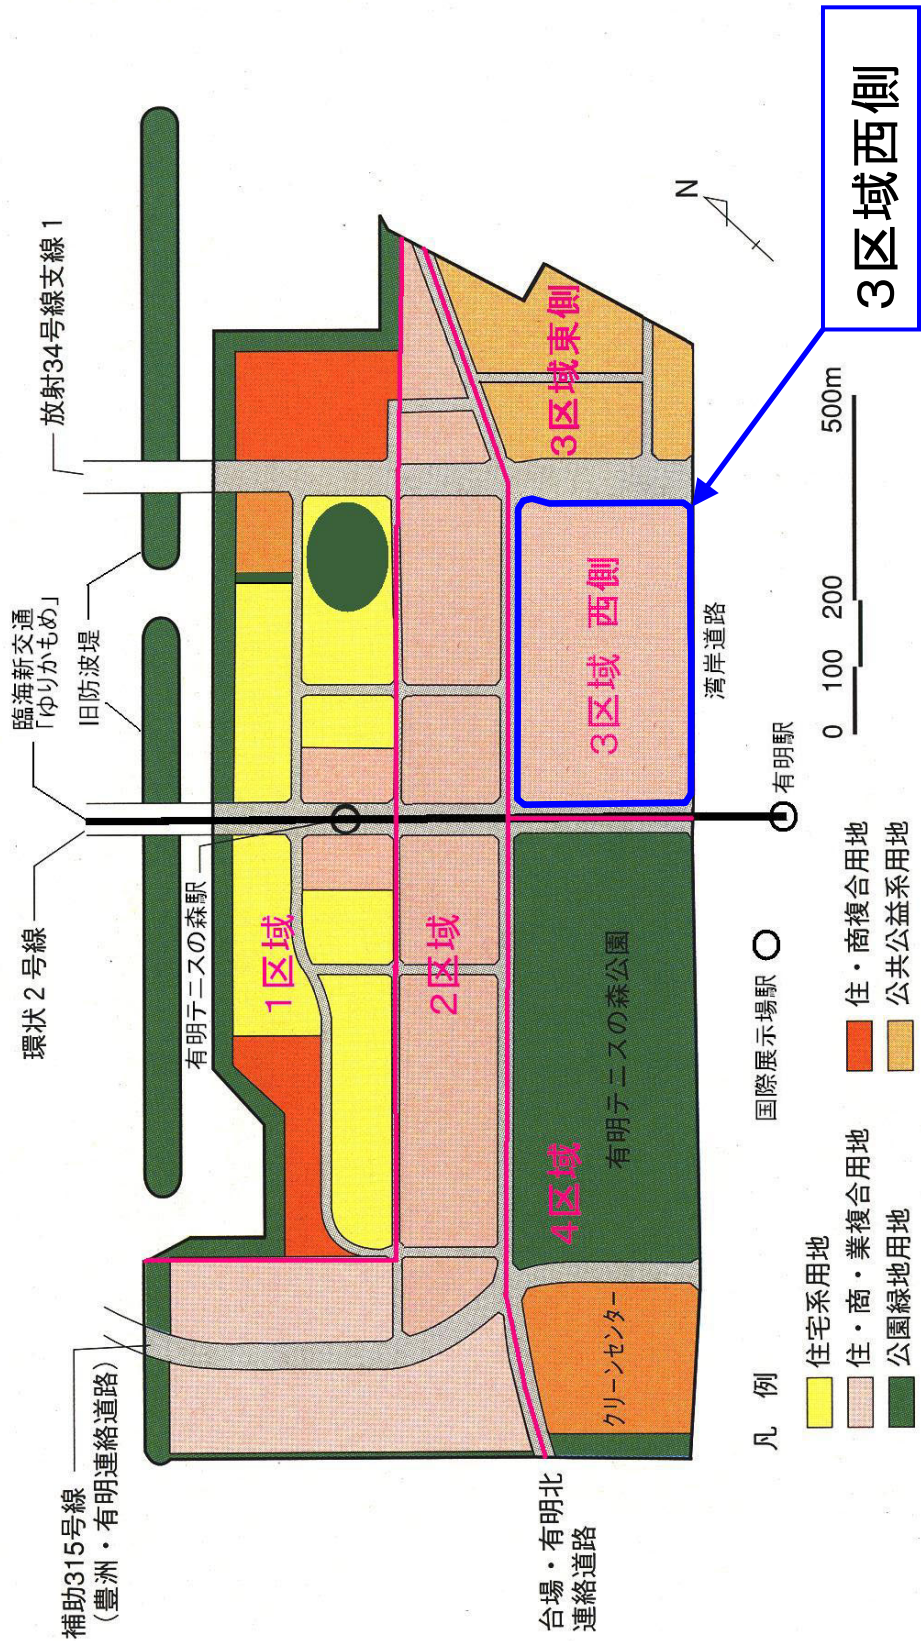 補助315号線
（豊洲・有明連絡道路）
環状２号線
臨海新交通
「ゆりかもめ」
旧防波堤
放射34号線支線１
有明テニスの森駅
1区域
2区域
4区域
有明テニスの森公園
クリーンセンター
台場・有明北
連絡道路
3区域 西側
3区域東側
湾岸道路
有明駅
国際展示場駅
N
3区域西側
0 100 200 500m
凡 例
住宅系用地
住・商・業複合用地
公園緑地用地
住・商複合用地
公共公益系用地